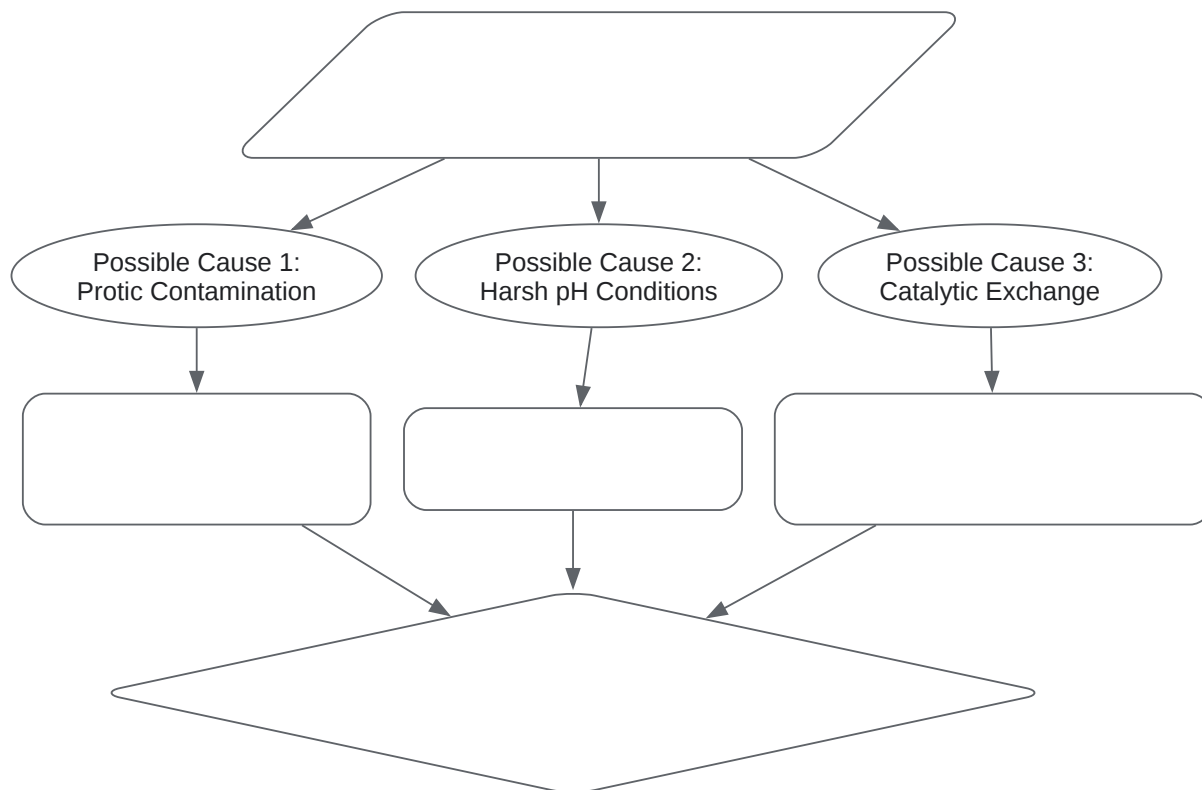 Possible Cause 1:
Protic Contamination
Possible Cause 2:
Harsh pH Conditions
Possible Cause 3:
Catalytic Exchange